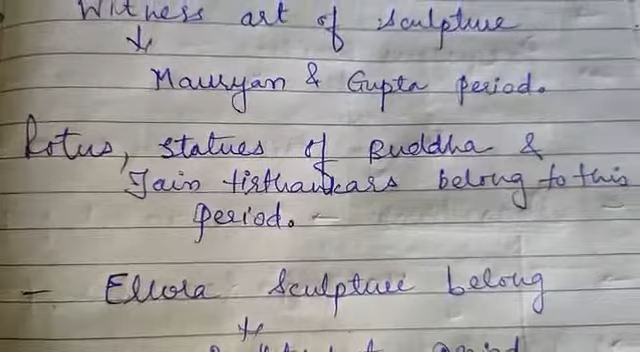 Witness art of sculpture
↓
Mauryan & Gupta period.
Lotus, statues of Buddha &
Jain tirthankars belong to this
period. -
- Ellora Sculpture belong
↓
period